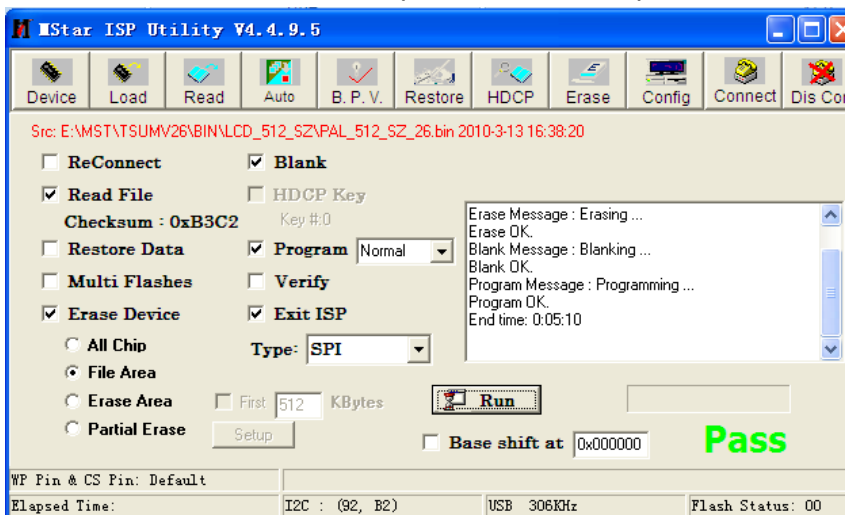 MStar ISP Utility V4.4.9.5
Device Load Read Auto B.P.V. Restore HDCP Erase Config Connect Dis Con
Src: E:\MST\TSUMV26\BIN\LCD_512_SZ\PAL_512_SZ_26.bin 2010-3-13 16:38:20
ReConnect Blank
Read File HDCP Key
Checksum : 0xB3C2 Key #:0
Restore Data Program Normal
Multi Flashes Verify
Erase Device Exit ISP
All Chip Type: SPI
File Area
Erase Area First 512 KBytes
Partial Erase Setup
Erase Message : Erasing ...
Erase OK.
Blank Message : Blanking ...
Blank OK.
Program Message : Programming ...
Program OK.
End time: 0:05:10
Run
Base shift at 0x000000
Pass
WP Pin & CS Pin: Default
Elapsed Time: I2C : (92, B2) USB 306KHz Flash Status: 00